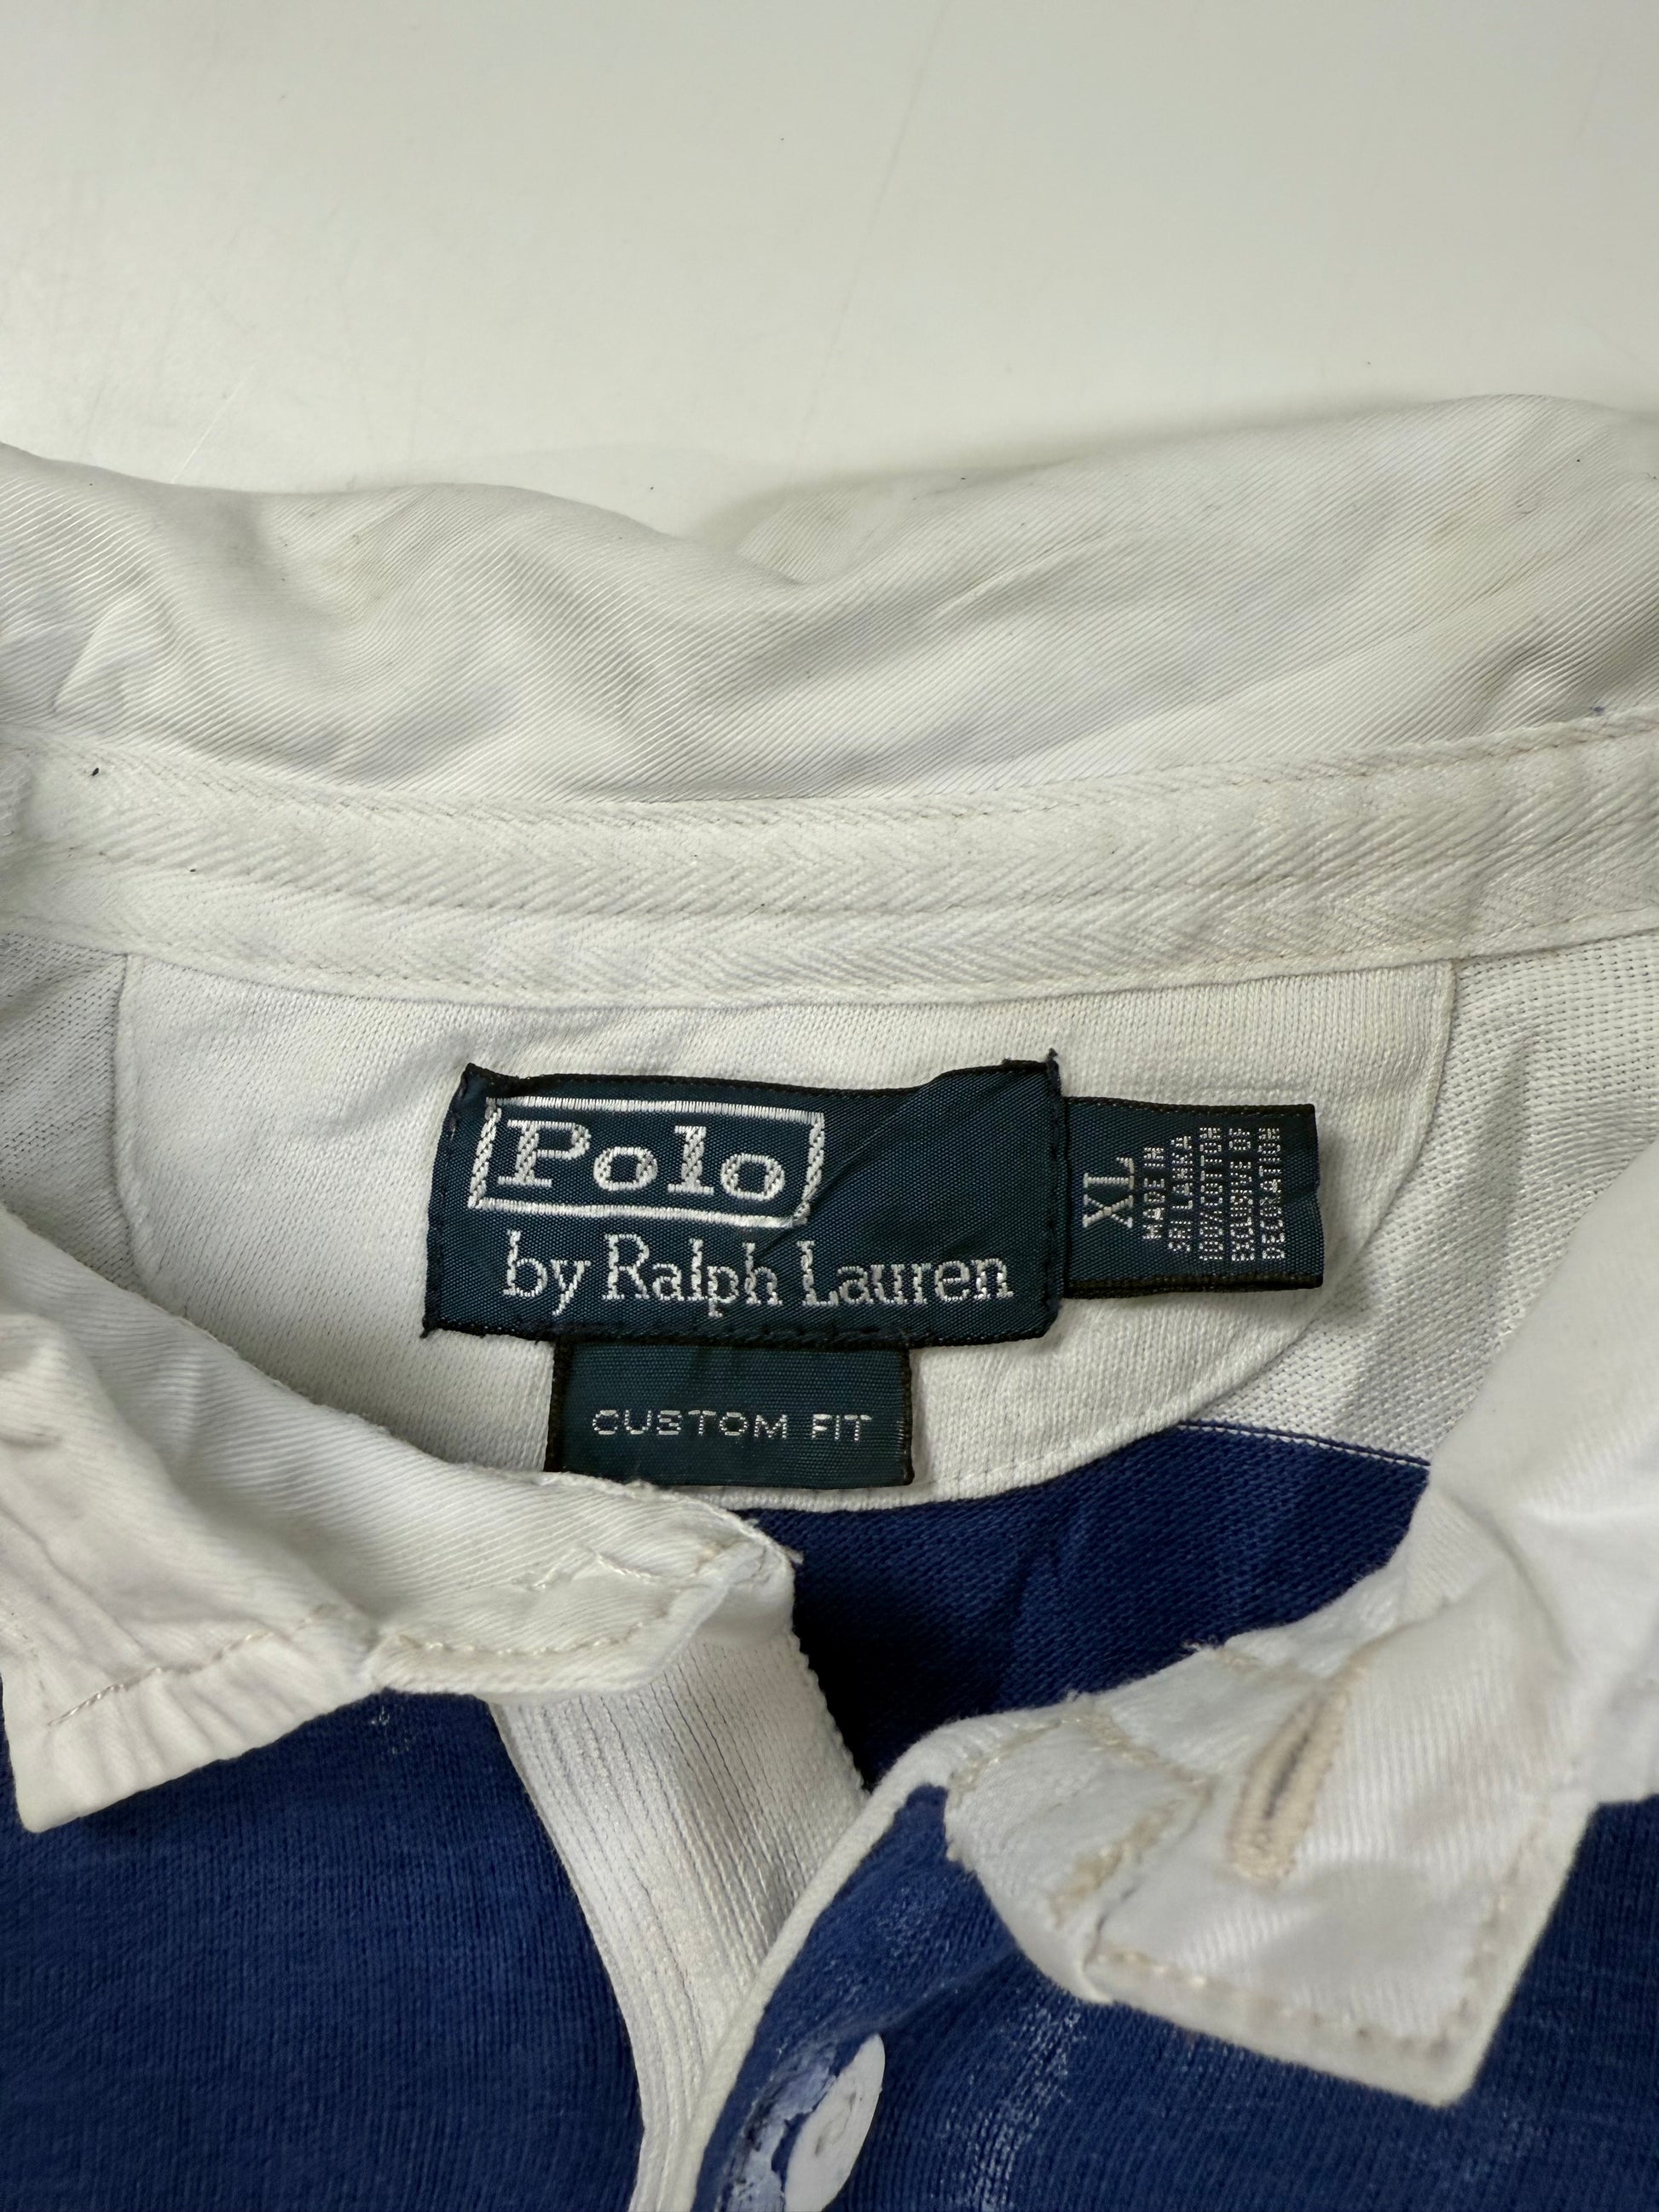 Polo
by Ralph Lauren
CUSTOM FIT
XL
MADE IN
SRI LANKA
100% COTTON
EXCLUSIVE OF
DECORATION